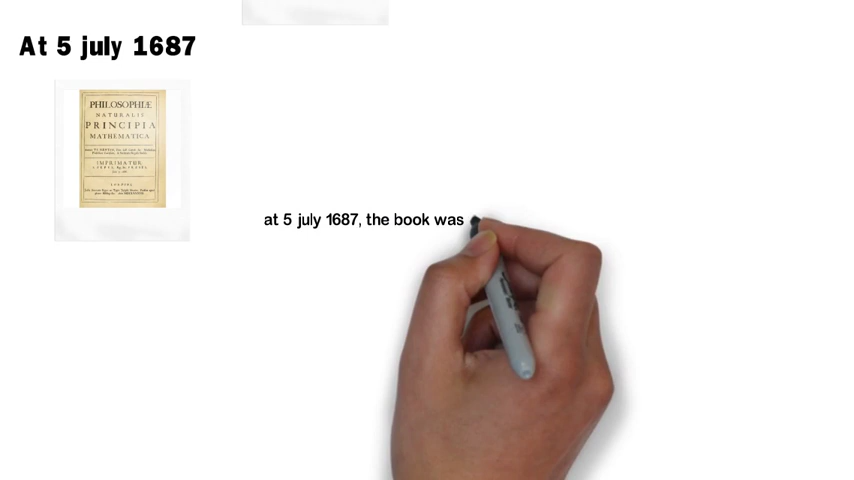 At 5 july 1687
PHILOSOPHIÆ
NATURALIS
PRINCIPIA
MATHEMATICA.
IMPRIMATUR.
at 5 july 1687, the book was